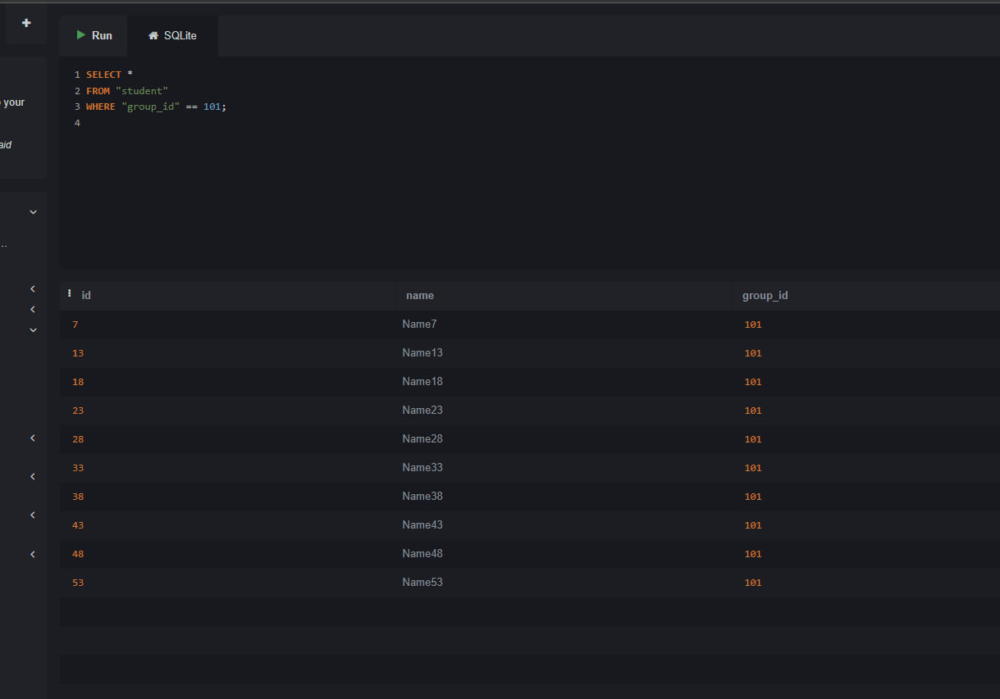 Run
SQLite
your
aid
..
1 SELECT *
2 FROM "student"
3 WHERE "group_id" == 101;
4
id name group_id
7 Name7 101
13 Name13 101
18 Name18 101
23 Name23 101
28 Name28 101
33 Name33 101
38 Name38 101
43 Name43 101
48 Name48 101
53 Name53 101